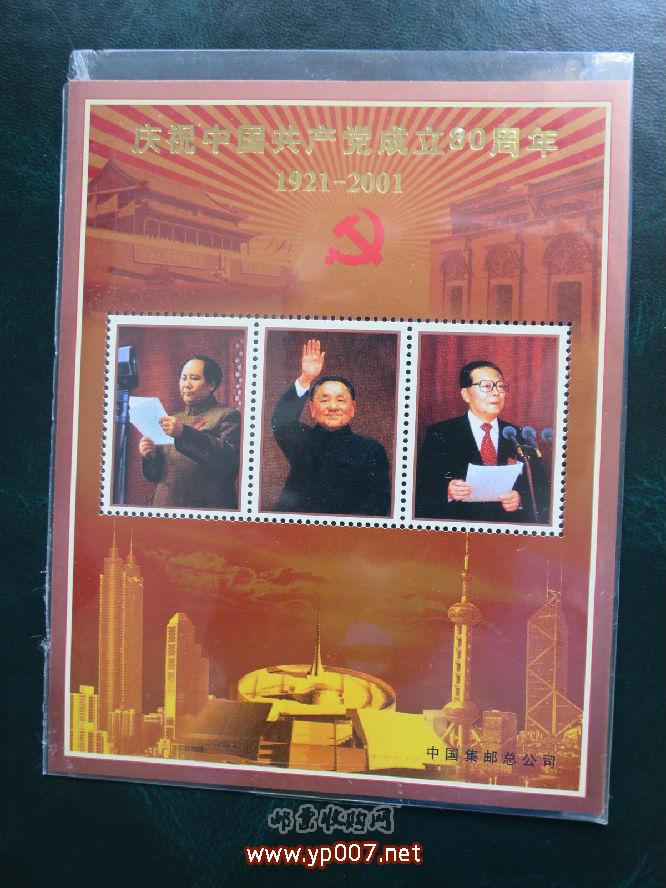 庆祝中国共产党成立80周年
1921-2001
中国集邮总公司
邮章收购网
www.yp007.net